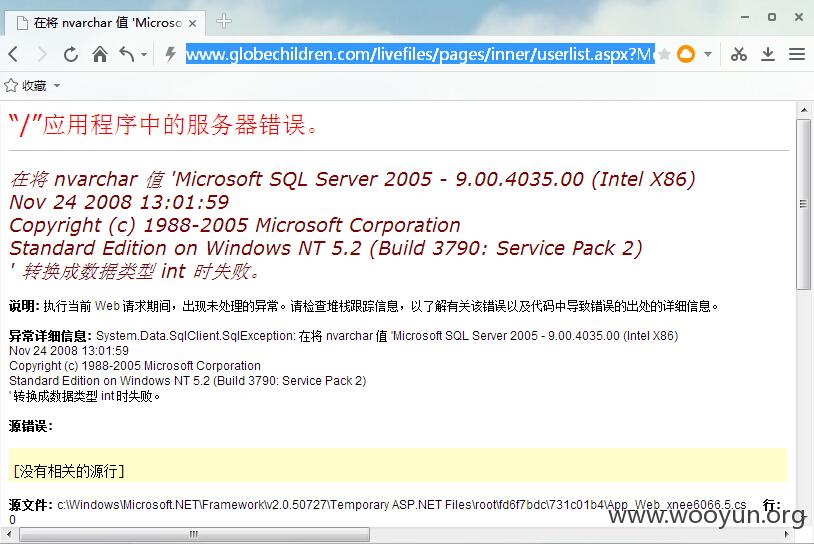 在将 nvarchar 值 'Microso
www.globechildren.com/livefiles/pages/inner/userlist.aspx?M
收藏
“/”应用程序中的服务器错误。
在将 nvarchar 值 'Microsoft SQL Server 2005 - 9.00.4035.00 (Intel X86)
Nov 24 2008 13:01:59
Copyright (c) 1988-2005 Microsoft Corporation
Standard Edition on Windows NT 5.2 (Build 3790: Service Pack 2)
' 转换成数据类型 int 时失败。
说明: 执行当前 Web 请求期间，出现未处理的异常。请检查堆栈跟踪信息，以了解有关该错误以及代码中导致错误的出处的详细信息。
异常详细信息: System.Data.SqlClient.SqlException: 在将 nvarchar 值 'Microsoft SQL Server 2005 - 9.00.4035.00 (Intel X86)
Nov 24 2008 13:01:59
Copyright (c) 1988-2005 Microsoft Corporation
Standard Edition on Windows NT 5.2 (Build 3790: Service Pack 2)
' 转换成数据类型 int 时失败。
源错误:
[没有相关的源行]
源文件: c:\Windows\Microsoft.NET\Framework\v2.0.50727\Temporary ASP.NET Files\root\fd6f7bdc\731c01b4\App_Web_xnee6066.5.cs 行:
0
www.wooyun.org